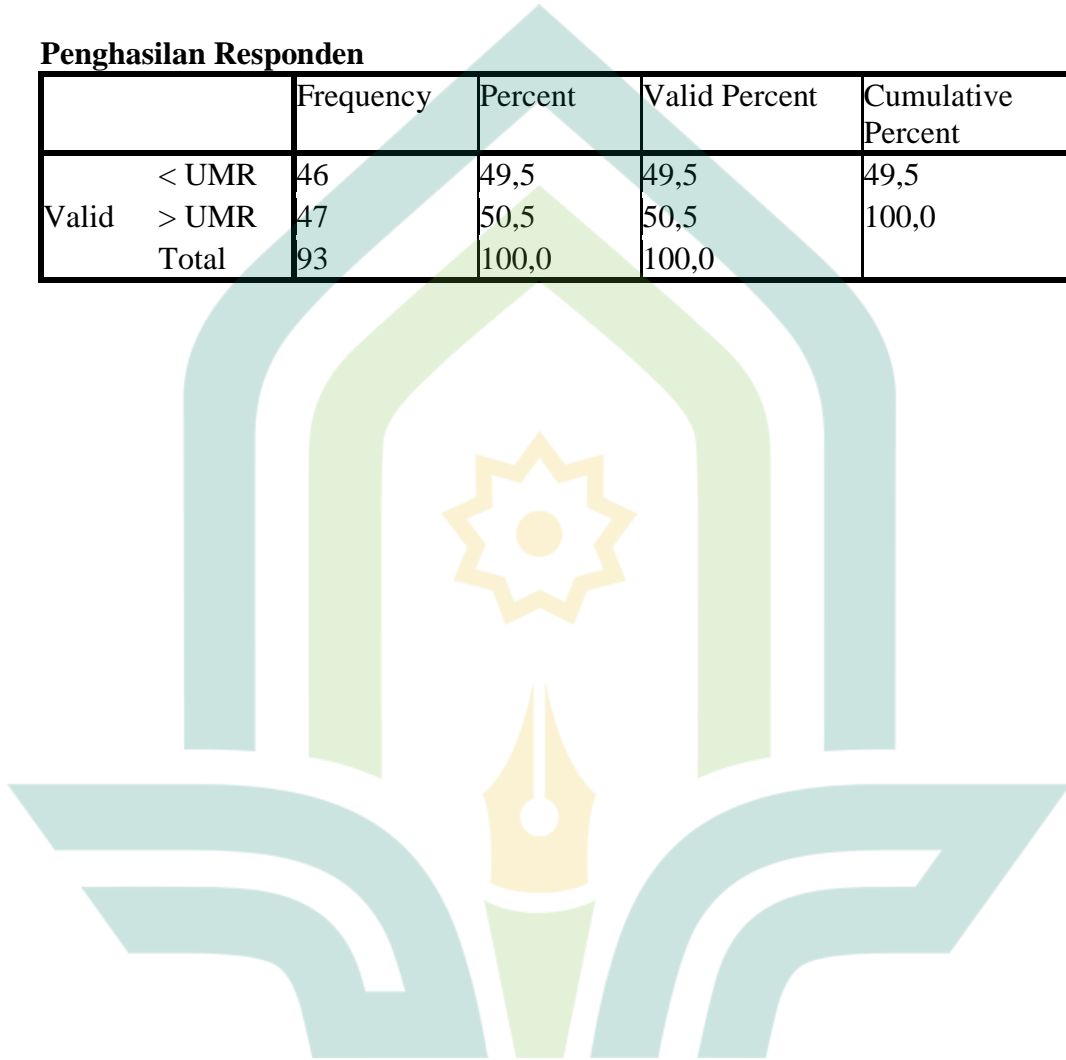 Penghasilan Responden
Frequency Percent Valid Percent Cumulative
Percent
< UMR 46 49,5 49,5 49,5
Valid > UMR 47 50,5 50,5 100,0
Total 93 100,0 100,0